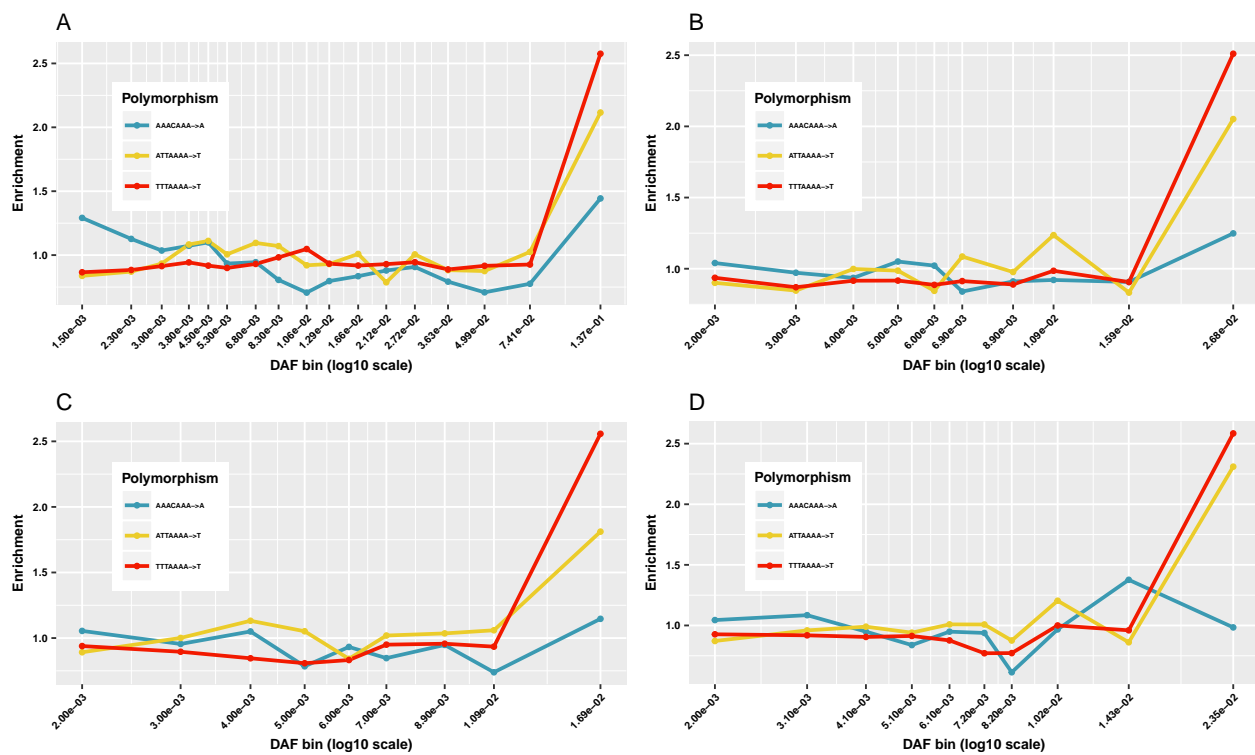 A
Enrichment
2.5
2.0
1.5
1.0
Polymorphism
AAACAAA->A
ATTAAAA->T
TTTAAAA->T
1.50e-03
2.30e-03
3.00e-03
3.80e-03
4.50e-03
5.30e-03
6.80e-03
8.30e-03
1.06e-02
1.29e-02
1.66e-02
2.12e-02
2.72e-02
3.63e-02
4.99e-02
7.41e-02
1.37e-01
DAF bin (log10 scale)
B
Enrichment
2.5
2.0
1.5
1.0
Polymorphism
AAACAAA->A
ATTAAAA->T
TTTAAAA->T
2.00e-03
3.00e-03
4.00e-03
5.00e-03
6.00e-03
6.90e-03
8.90e-03
1.09e-02
1.59e-02
2.68e-02
DAF bin (log10 scale)
C
Enrichment
2.5
2.0
1.5
1.0
Polymorphism
AAACAAA->A
ATTAAAA->T
TTTAAAA->T
2.00e-03
3.00e-03
4.00e-03
5.00e-03
6.00e-03
7.00e-03
8.90e-03
1.09e-02
1.69e-02
DAF bin (log10 scale)
D
Enrichment
2.5
2.0
1.5
1.0
Polymorphism
AAACAAA->A
ATTAAAA->T
TTTAAAA->T
2.00e-03
3.10e-03
4.10e-03
5.10e-03
6.10e-03
7.20e-03
8.20e-03
1.02e-02
1.43e-02
2.35e-02
DAF bin (log10 scale)